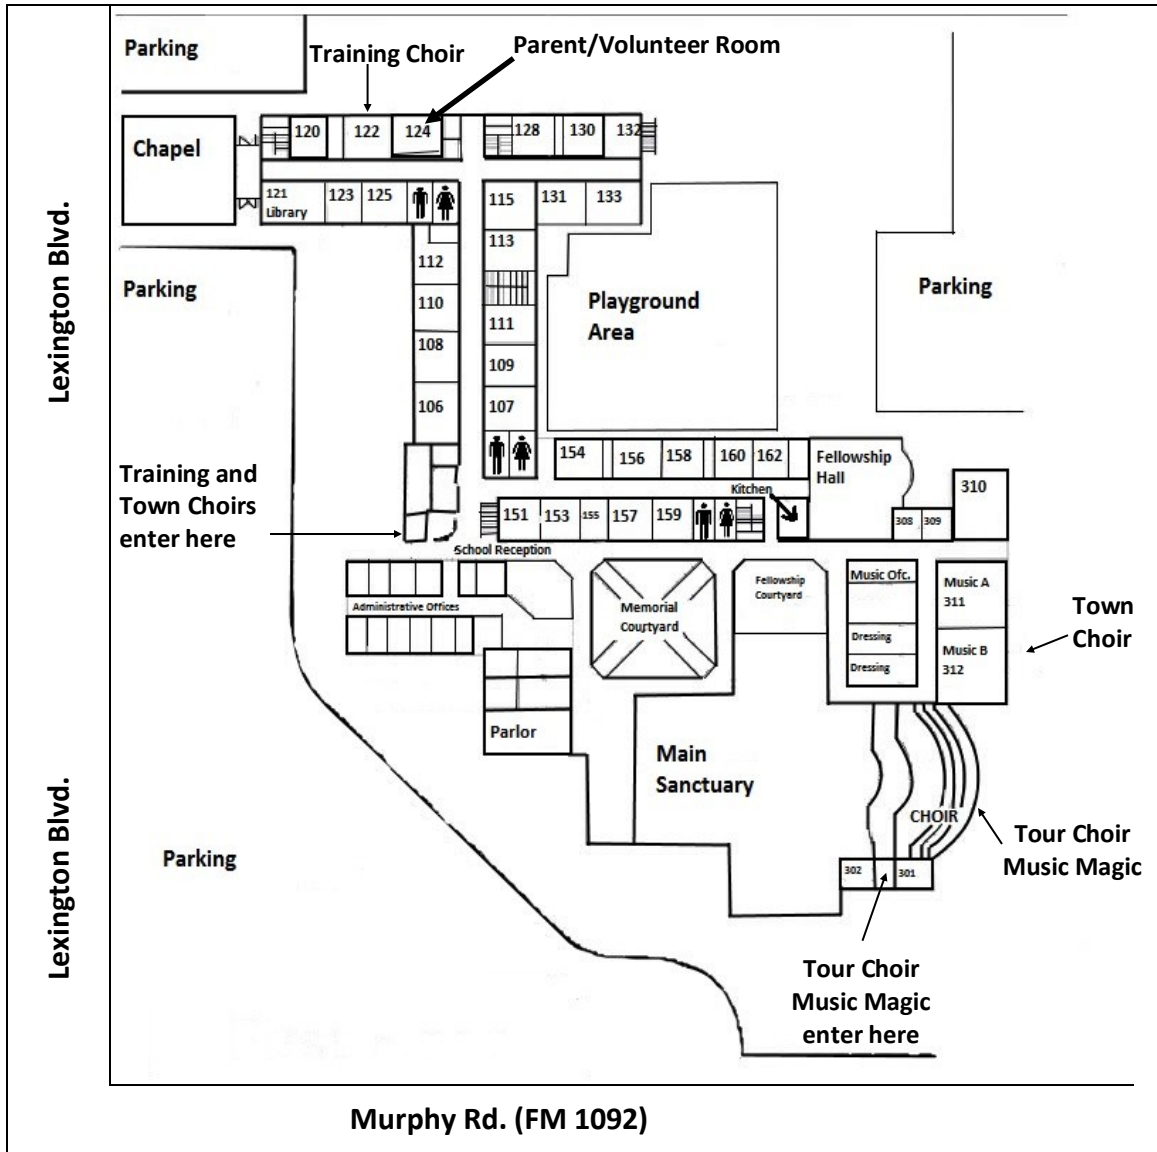 Parking
Training Choir
Parent/Volunteer Room
120
122
124
128
130
132
Chapel
121
Library
123
125
115
131
133
113
112
110
111
108
109
106
107
Lexington Blvd.
Parking
Playground
Area
Parking
154
156
158
160
162
Fellowship
Hall
Kitchen
310
308
309
151
153
155
157
159
Training and
Town Choirs
enter here
School Reception
Administrative Offices
Memorial
Courtyard
Fellowship
Courtyard
Music Ofc.
Dressing
Dressing
Music A
311
Music B
312
Town
Choir
Parlor
Main
Sanctuary
CHOIR
Tour Choir
Music Magic
302
301
Lexington Blvd.
Parking
Tour Choir
Music Magic
enter here
Murphy Rd. (FM 1092)